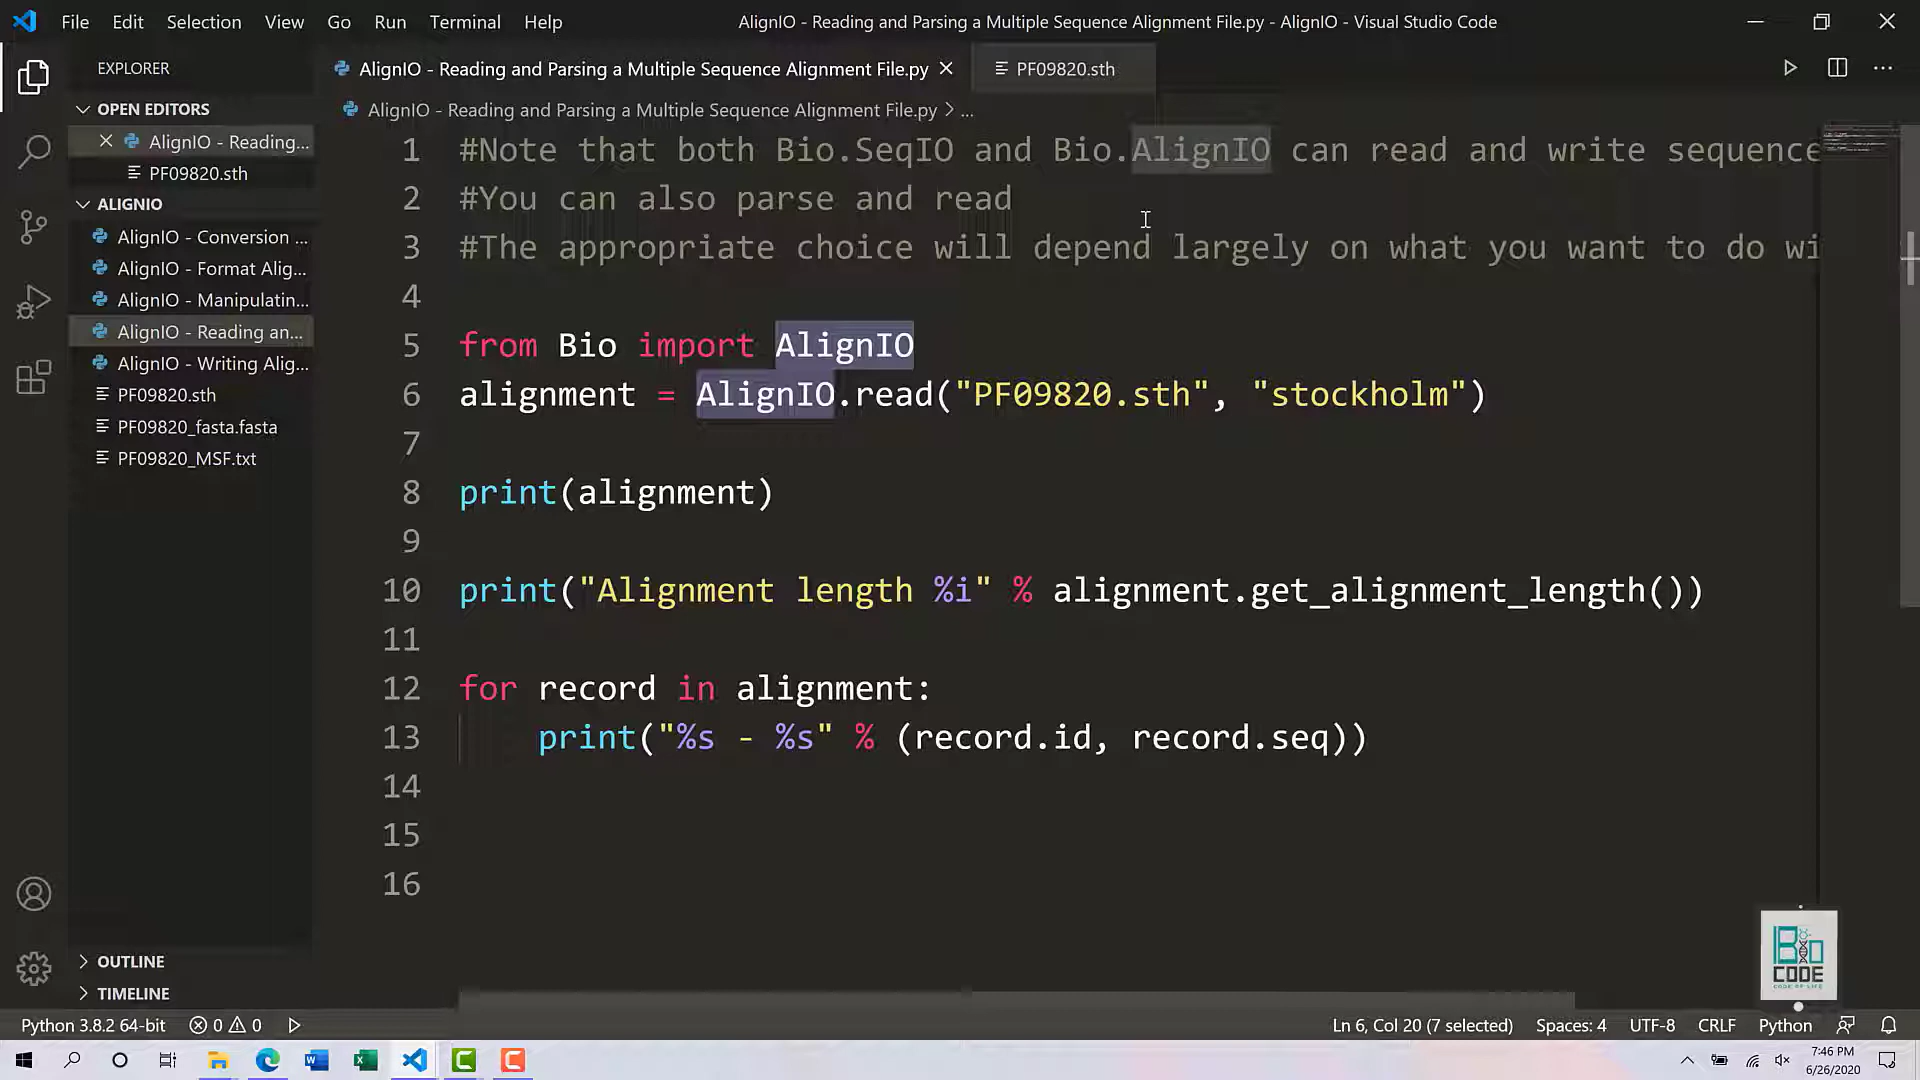 File Edit Selection View Go Run Terminal Help
AlignIO - Reading and Parsing a Multiple Sequence Alignment File.py - AlignIO - Visual Studio Code
EXPLORER
OPEN EDITORS
AlignIO - Reading...
PF09820.sth
ALIGNIO
AlignIO - Conversion ...
AlignIO - Format Alig...
AlignIO - Manipulatin...
AlignIO - Reading an...
AlignIO - Writing Alig...
PF09820.sth
PF09820_fasta.fasta
PF09820_MSF.txt
OUTLINE
TIMELINE
AlignIO - Reading and Parsing a Multiple Sequence Alignment File.py
PF09820.sth
AlignIO - Reading and Parsing a Multiple Sequence Alignment File.py > ...
1 #Note that both Bio.SeqIO and Bio.AlignIO can read and write sequence
2 #You can also parse and read
3 #The appropriate choice will depend largely on what you want to do wi
4
5 from Bio import AlignIO
6 alignment = AlignIO.read("PF09820.sth", "stockholm")
7
8 print(alignment)
9
10 print("Alignment length %i" % alignment.get_alignment_length())
11
12 for record in alignment:
13 print("%s - %s" % (record.id, record.seq))
14
15
16
BIO
CODE
CODE OF LIFE
Python 3.8.2 64-bit 0 0
Ln 6, Col 20 (7 selected) Spaces: 4 UTF-8 CRLF Python
7:46 PM
6/26/2020